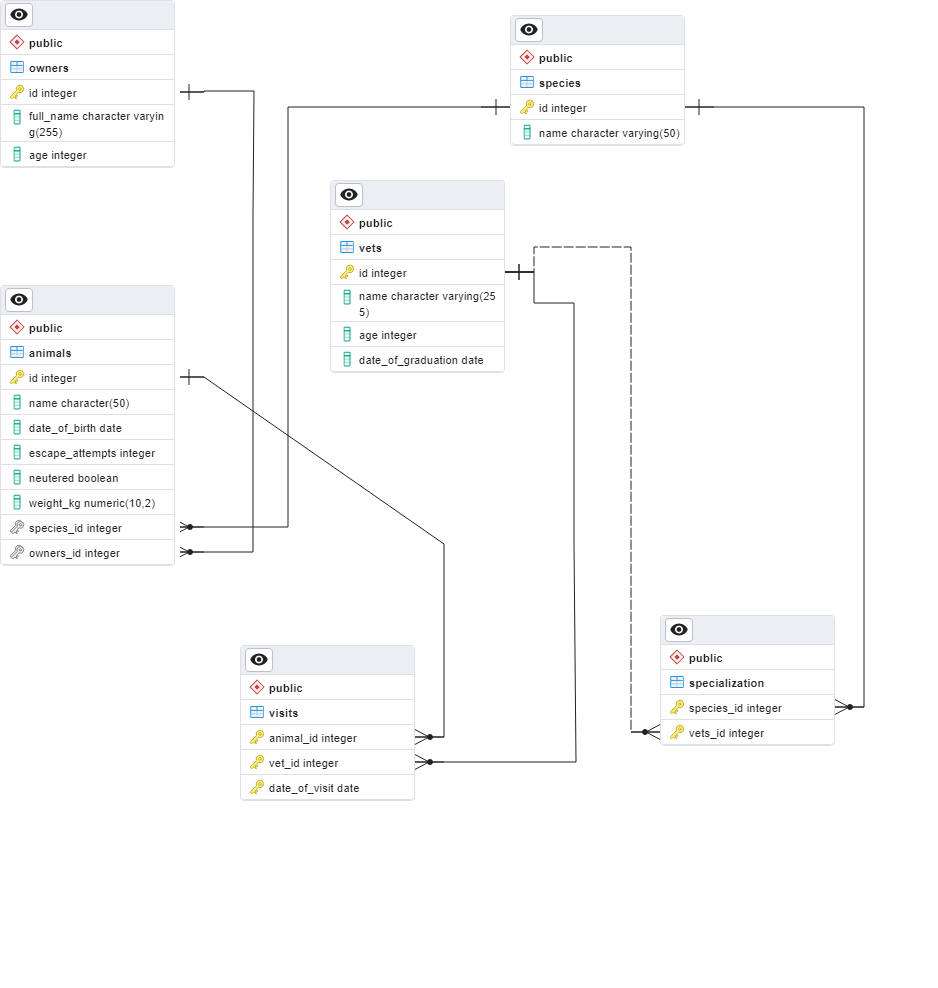 public
owners
id integer
full_name character varyin
g(255)
age integer
public
species
id integer
name character varying(50)
public
vets
id integer
name character varying(25
5)
age integer
date_of_graduation date
public
animals
id integer
name character(50)
date_of_birth date
escape_attempts integer
neutered boolean
weight_kg numeric(10,2)
species_id integer
owners_id integer
public
visits
animal_id integer
vet_id integer
date_of_visit date
public
specialization
species_id integer
vets_id integer